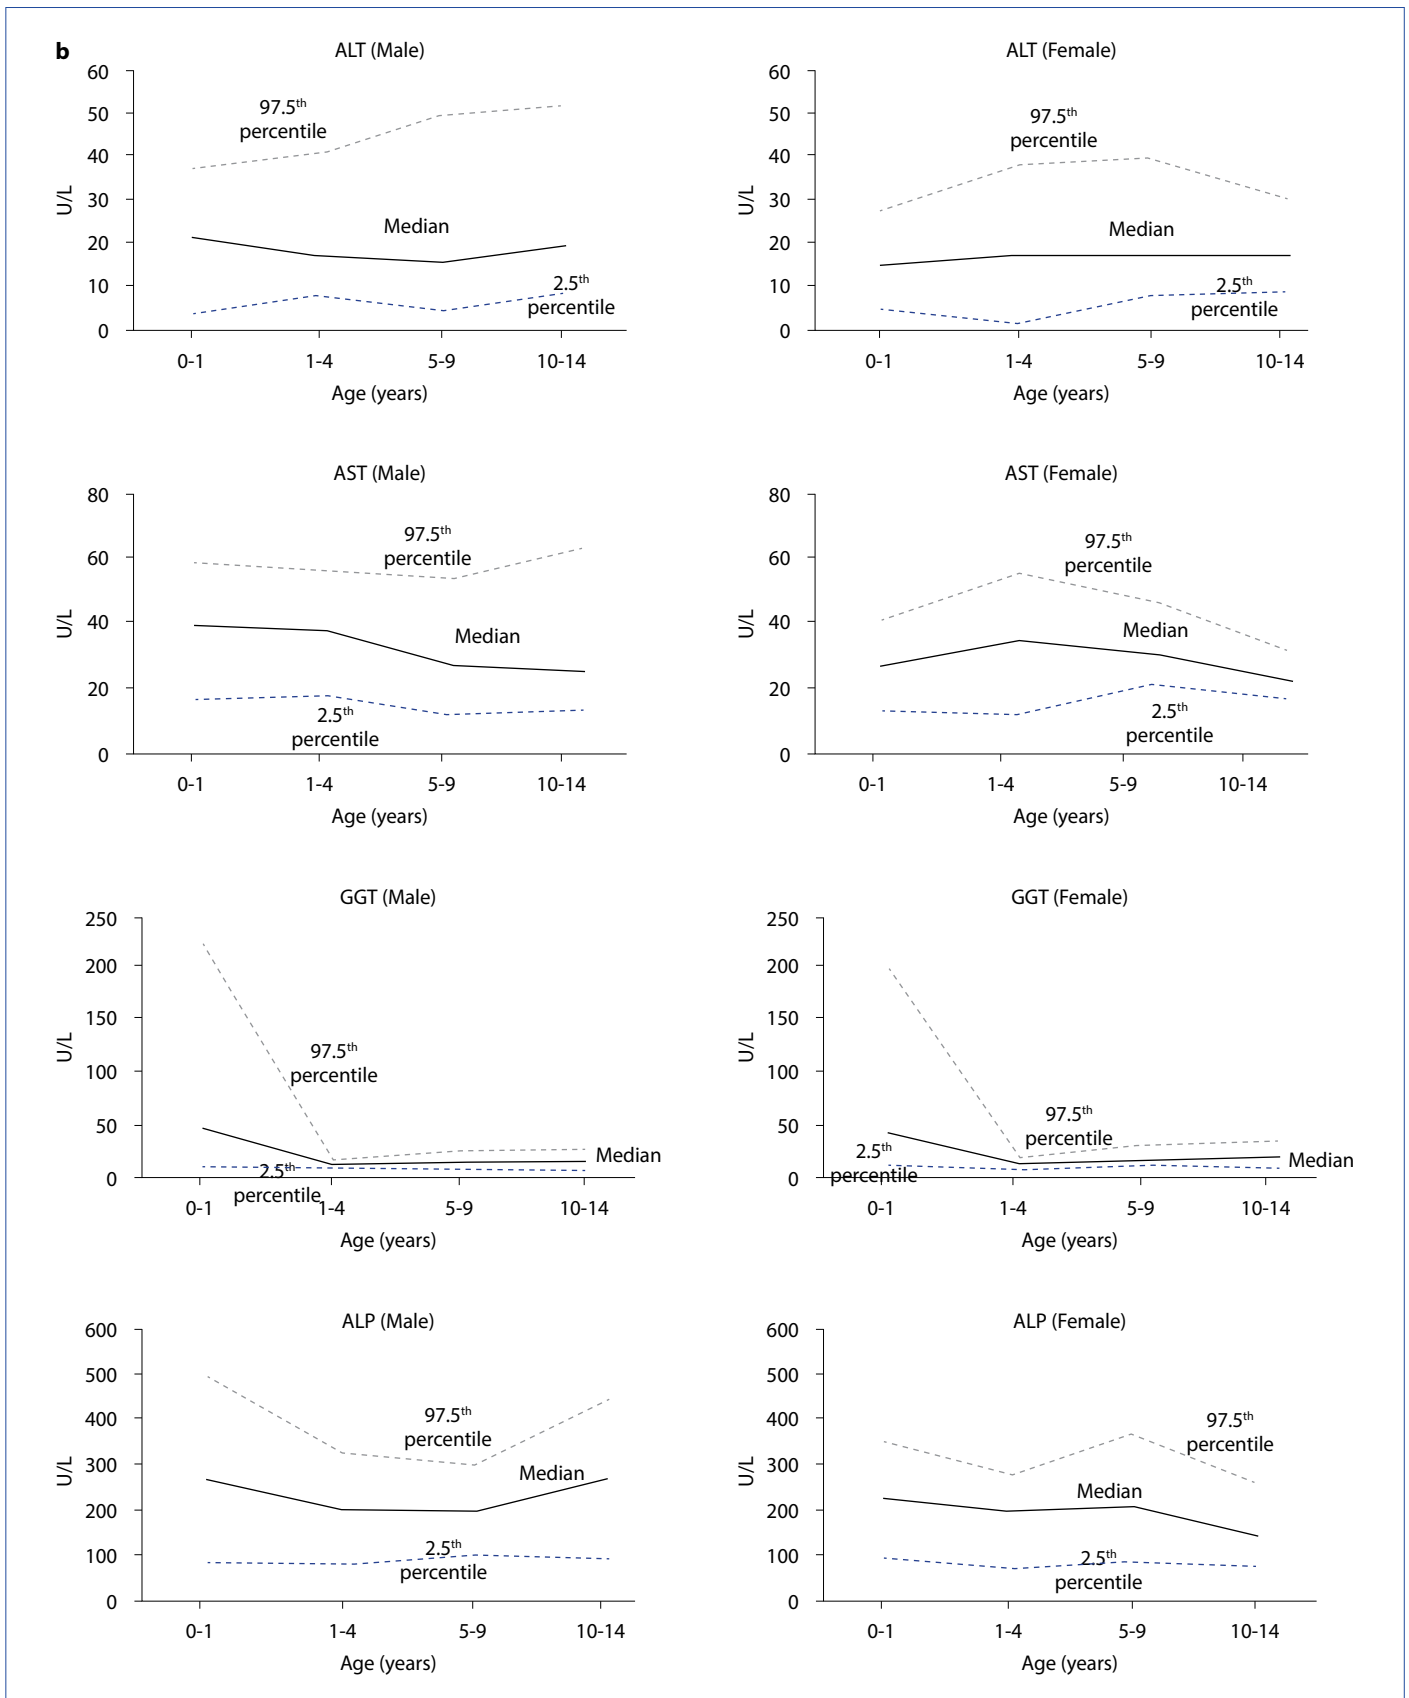 b
ALT (Male)
60
50
40
30
20
10
0
U/L
97.5th
percentile
Median
2.5th
percentile
0-1 1-4 5-9 10-14
Age (years)
ALT (Female)
60
50
40
30
20
10
0
U/L
97.5th
percentile
Median
2.5th
percentile
0-1 1-4 5-9 10-14
Age (years)
AST (Male)
80
60
40
20
0
U/L
97.5th
percentile
Median
2.5th
percentile
0-1 1-4 5-9 10-14
Age (years)
AST (Female)
80
60
40
20
0
U/L
97.5th
percentile
Median
2.5th
percentile
0-1 1-4 5-9 10-14
Age (years)
GGT (Male)
250
200
150
100
50
0
U/L
97.5th
percentile
Median
2.5th
percentile
0-1 1-4 5-9 10-14
Age (years)
GGT (Female)
250
200
150
100
50
0
U/L
97.5th
percentile
2.5th
percentile
Median
0-1 1-4 5-9 10-14
Age (years)
ALP (Male)
600
500
400
300
200
100
0
U/L
97.5th
percentile
Median
2.5th
percentile
0-1 1-4 5-9 10-14
Age (years)
ALP (Female)
600
500
400
300
200
100
0
U/L
97.5th
percentile
Median
2.5th
percentile
0-1 1-4 5-9 10-14
Age (years)